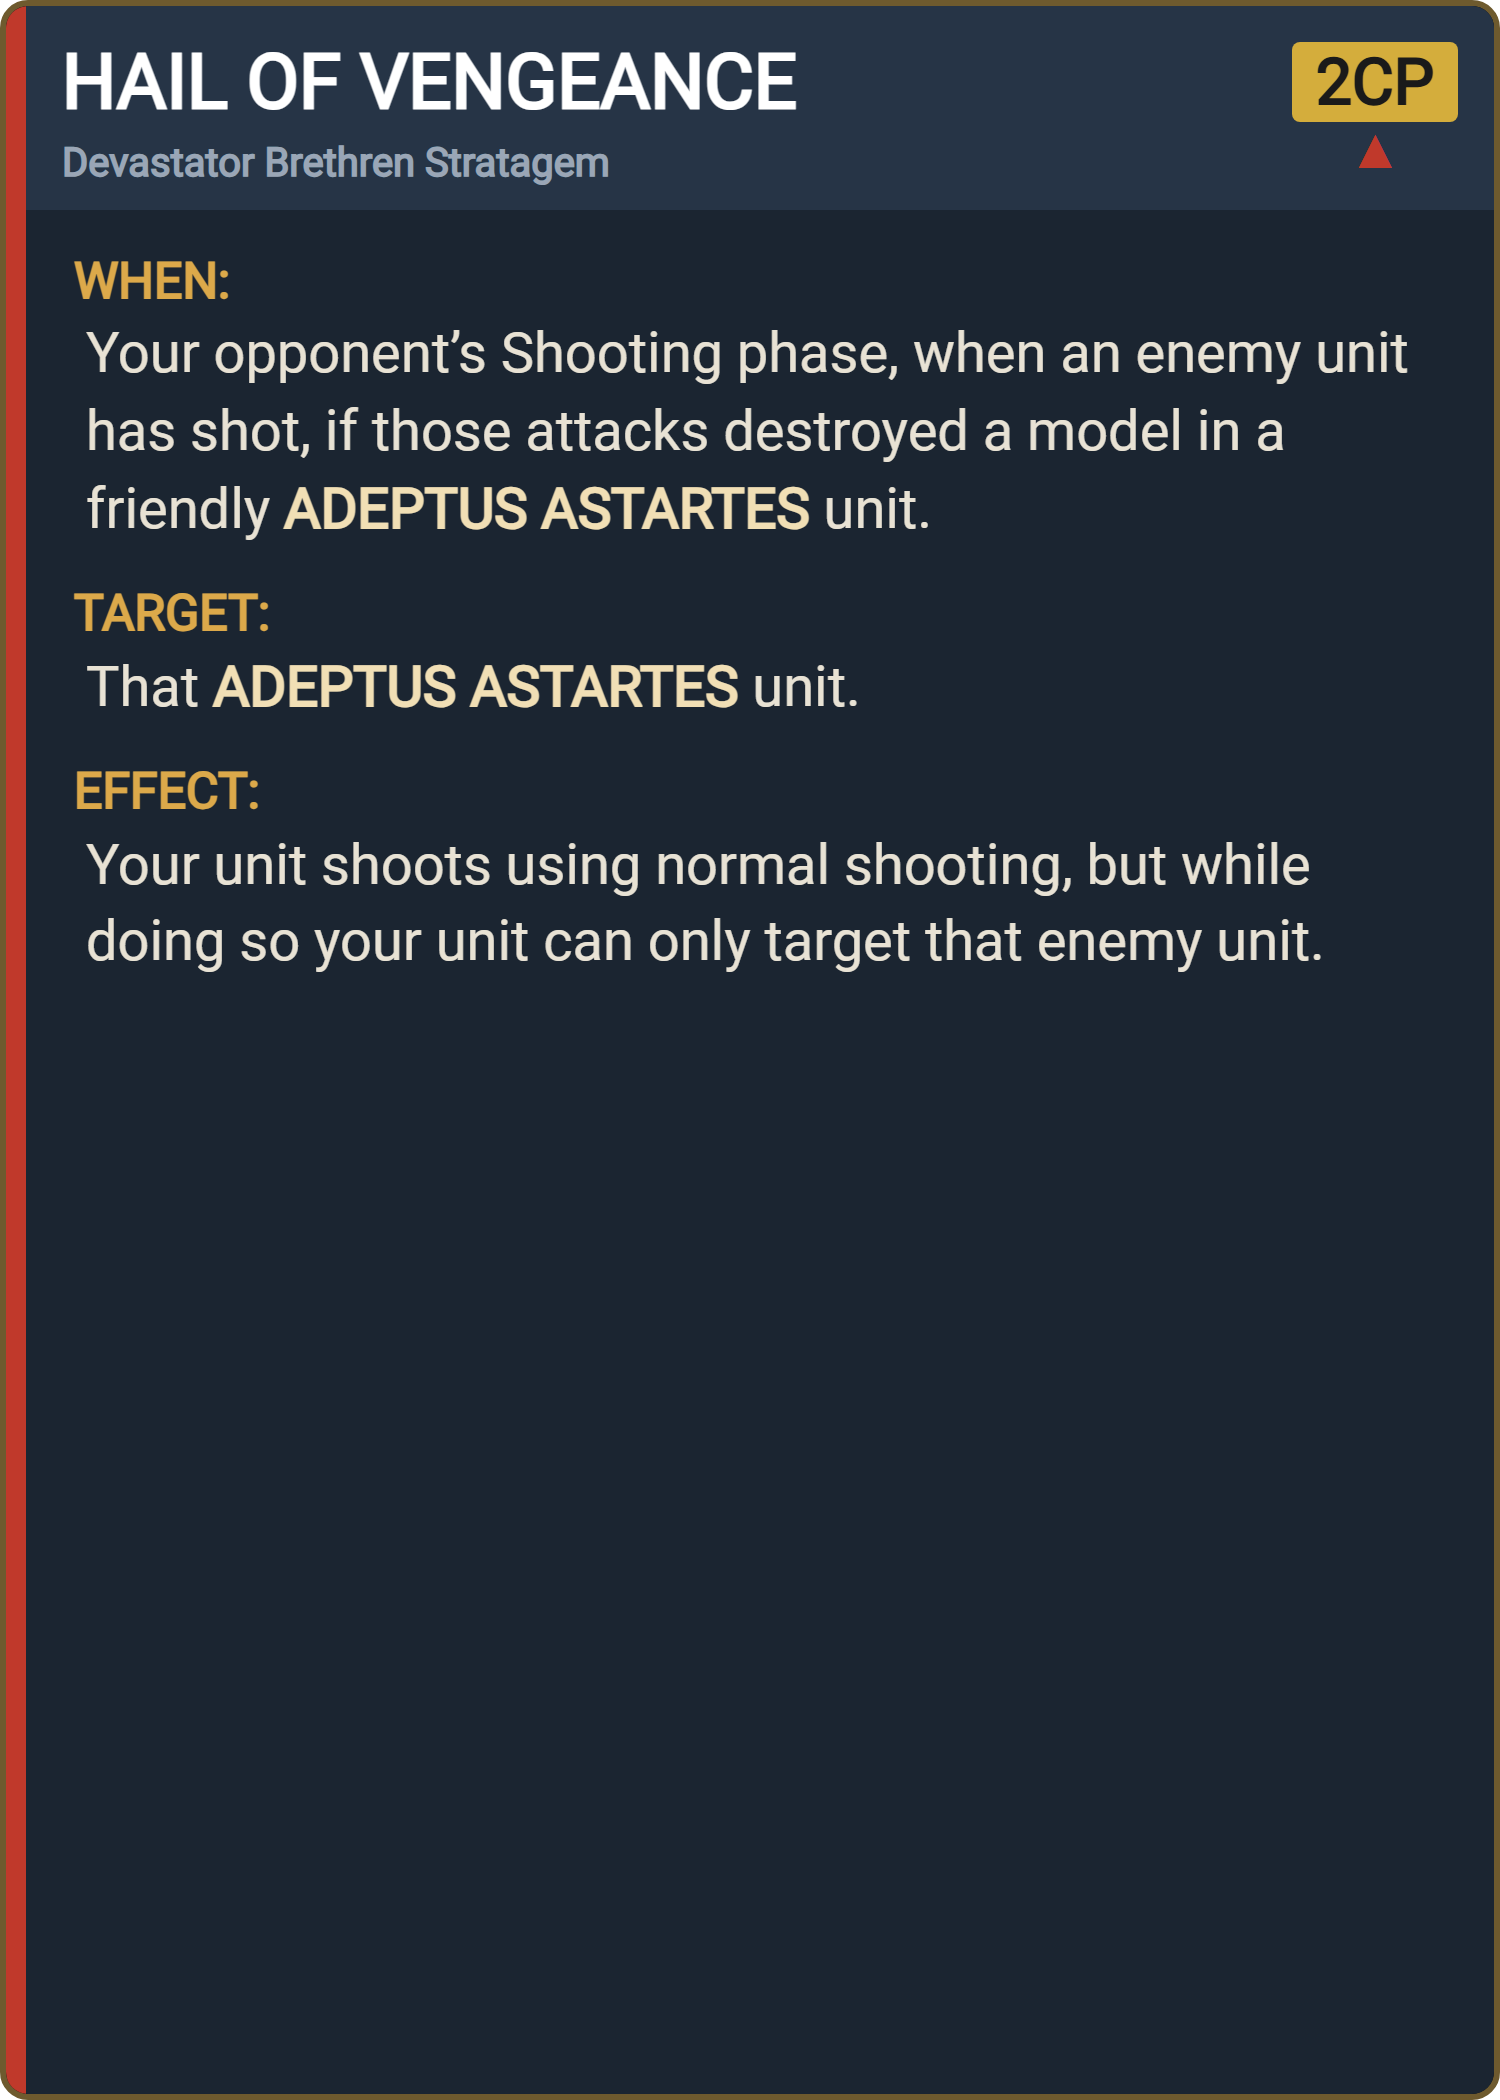 HAIL OF VENGEANCE
2CP
Devastator Brethren Stratagem
WHEN:
Your opponent’s Shooting phase, when an enemy unit
has shot, if those attacks destroyed a model in a
friendly ADEPTUS ASTARTES unit.
TARGET:
That ADEPTUS ASTARTES unit.
EFFECT:
Your unit shoots using normal shooting, but while
doing so your unit can only target that enemy unit.